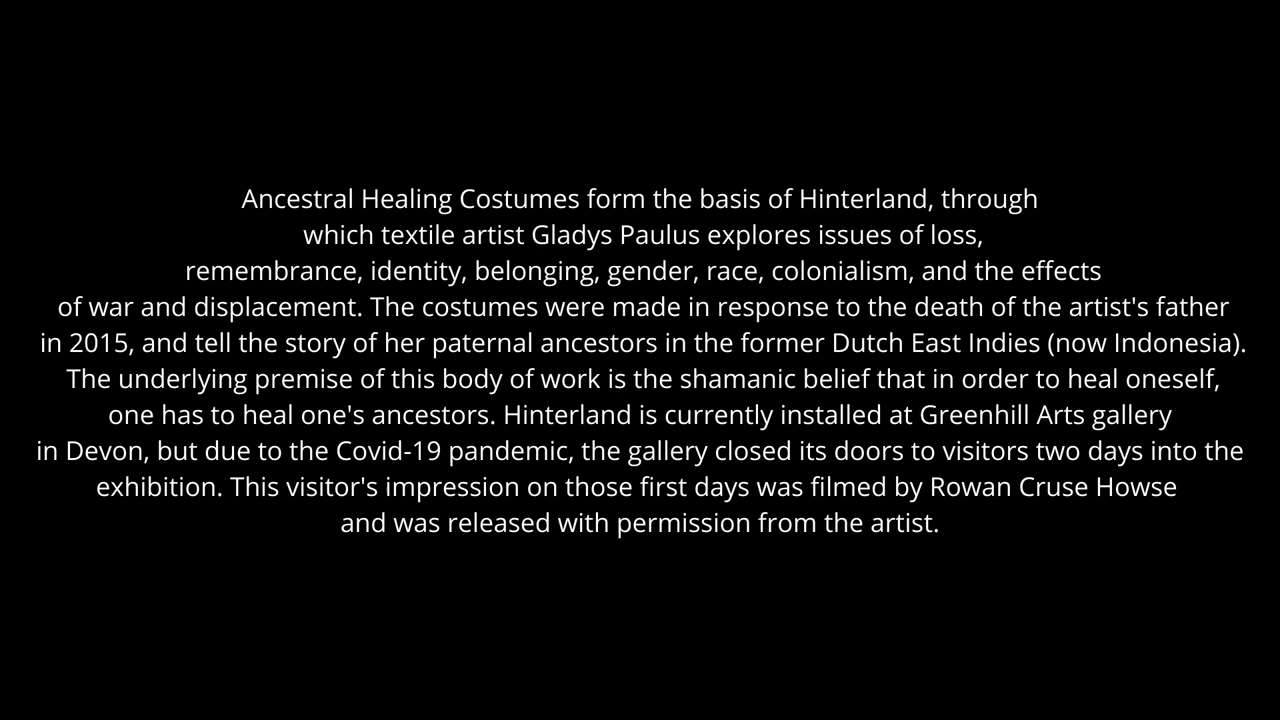 Ancestral Healing Costumes form the basis of Hinterland, through
which textile artist Gladys Paulus explores issues of loss,
remembrance, identity, belonging, gender, race, colonialism, and the effects
of war and displacement. The costumes were made in response to the death of the artist's father
in 2015, and tell the story of her paternal ancestors in the former Dutch East Indies (now Indonesia).
The underlying premise of this body of work is the shamanic belief that in order to heal oneself,
one has to heal one's ancestors. Hinterland is currently installed at Greenhill Arts gallery
in Devon, but due to the Covid-19 pandemic, the gallery closed its doors to visitors two days into the
exhibition. This visitor's impression on those first days was filmed by Rowan Cruse Howse
and was released with permission from the artist.